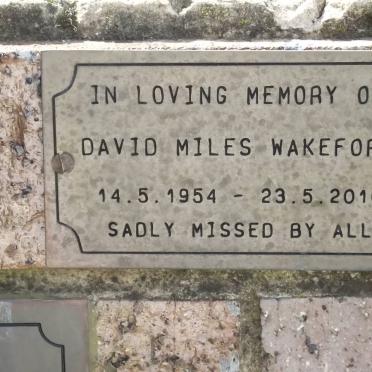 IN LOVING MEMORY O
DAVID MILES WAKEFOR
14.5.1954 - 23.5.201
SADLY MISSED BY ALL